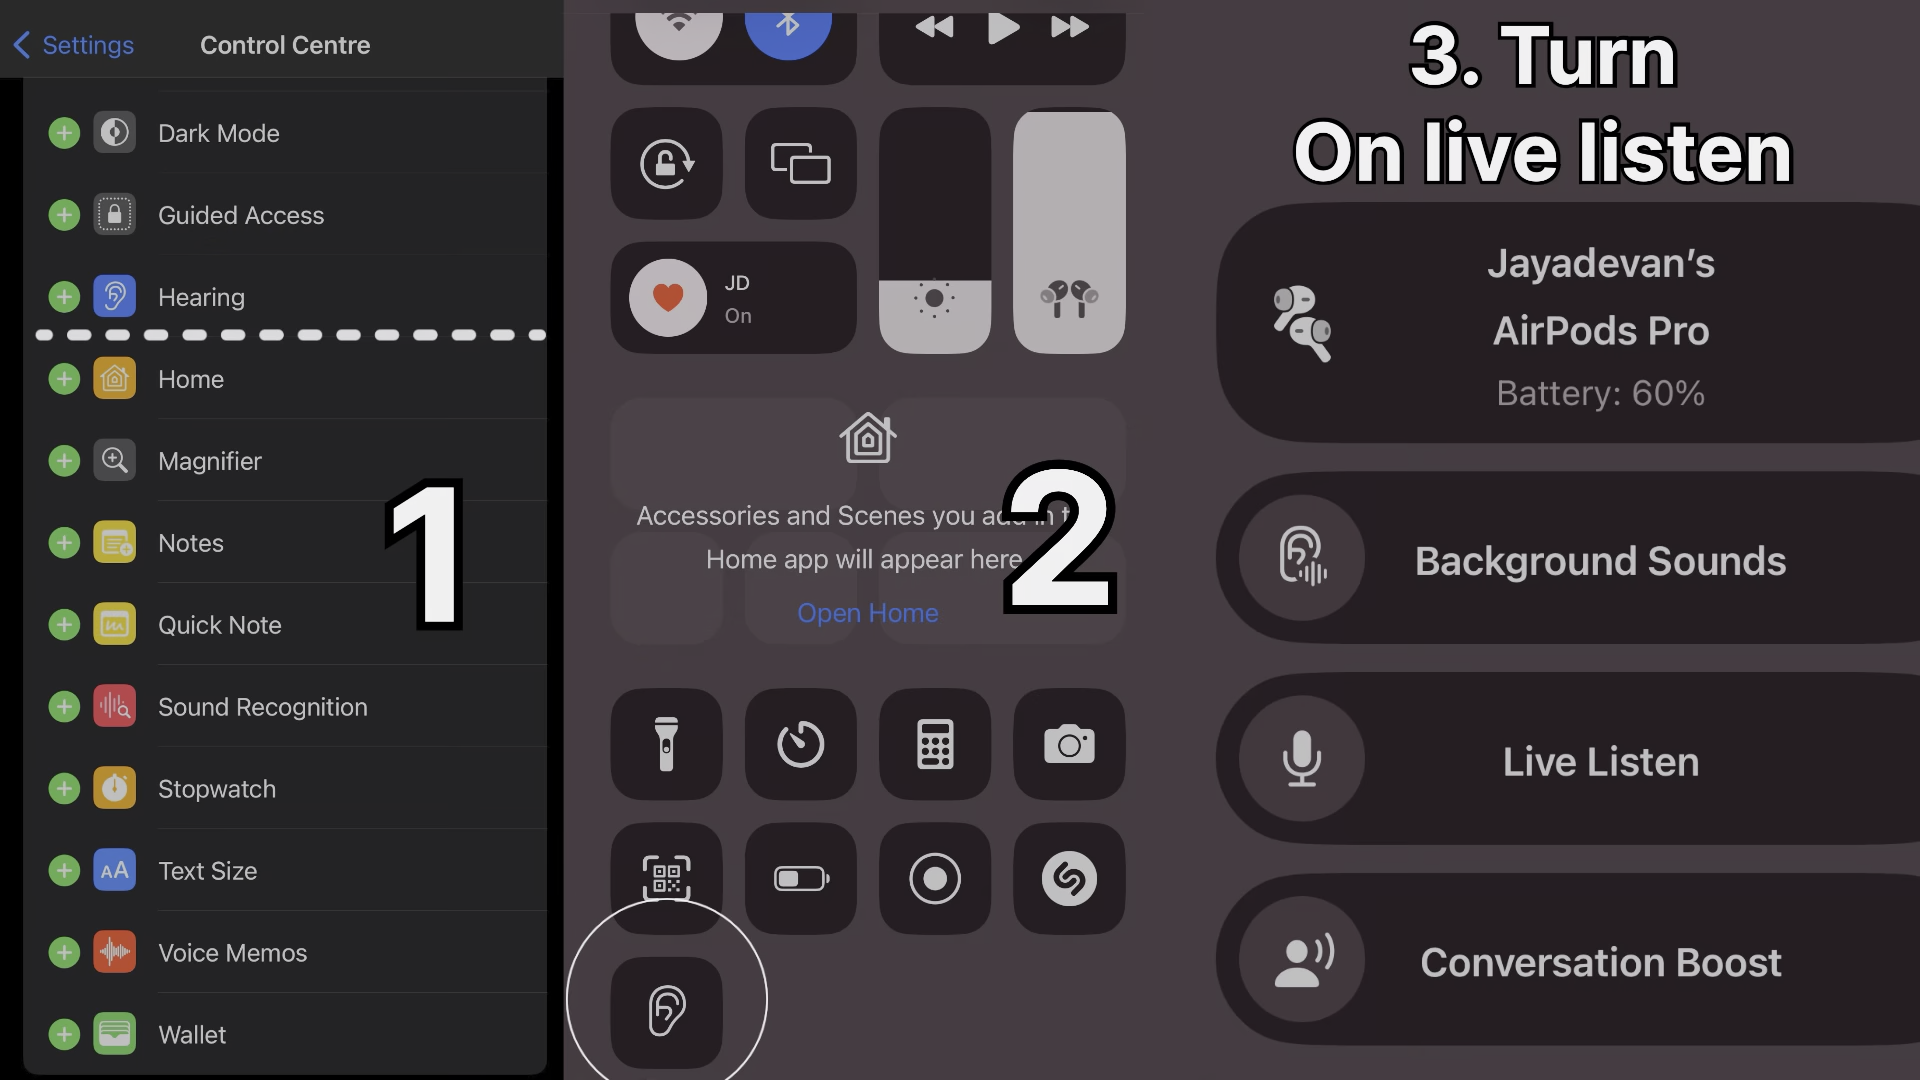 Settings
Control Centre
Dark Mode
Guided Access
Hearing
Home
Magnifier
Notes
Quick Note
Sound Recognition
Stopwatch
AA Text Size
Voice Memos
Wallet
1
JD
On
Accessories and Scenes you add in
Home app will appear here
Open Home
2
3. Turn
On live listen
Jayadevan’s
AirPods Pro
Battery: 60%
Background Sounds
Live Listen
Conversation Boost